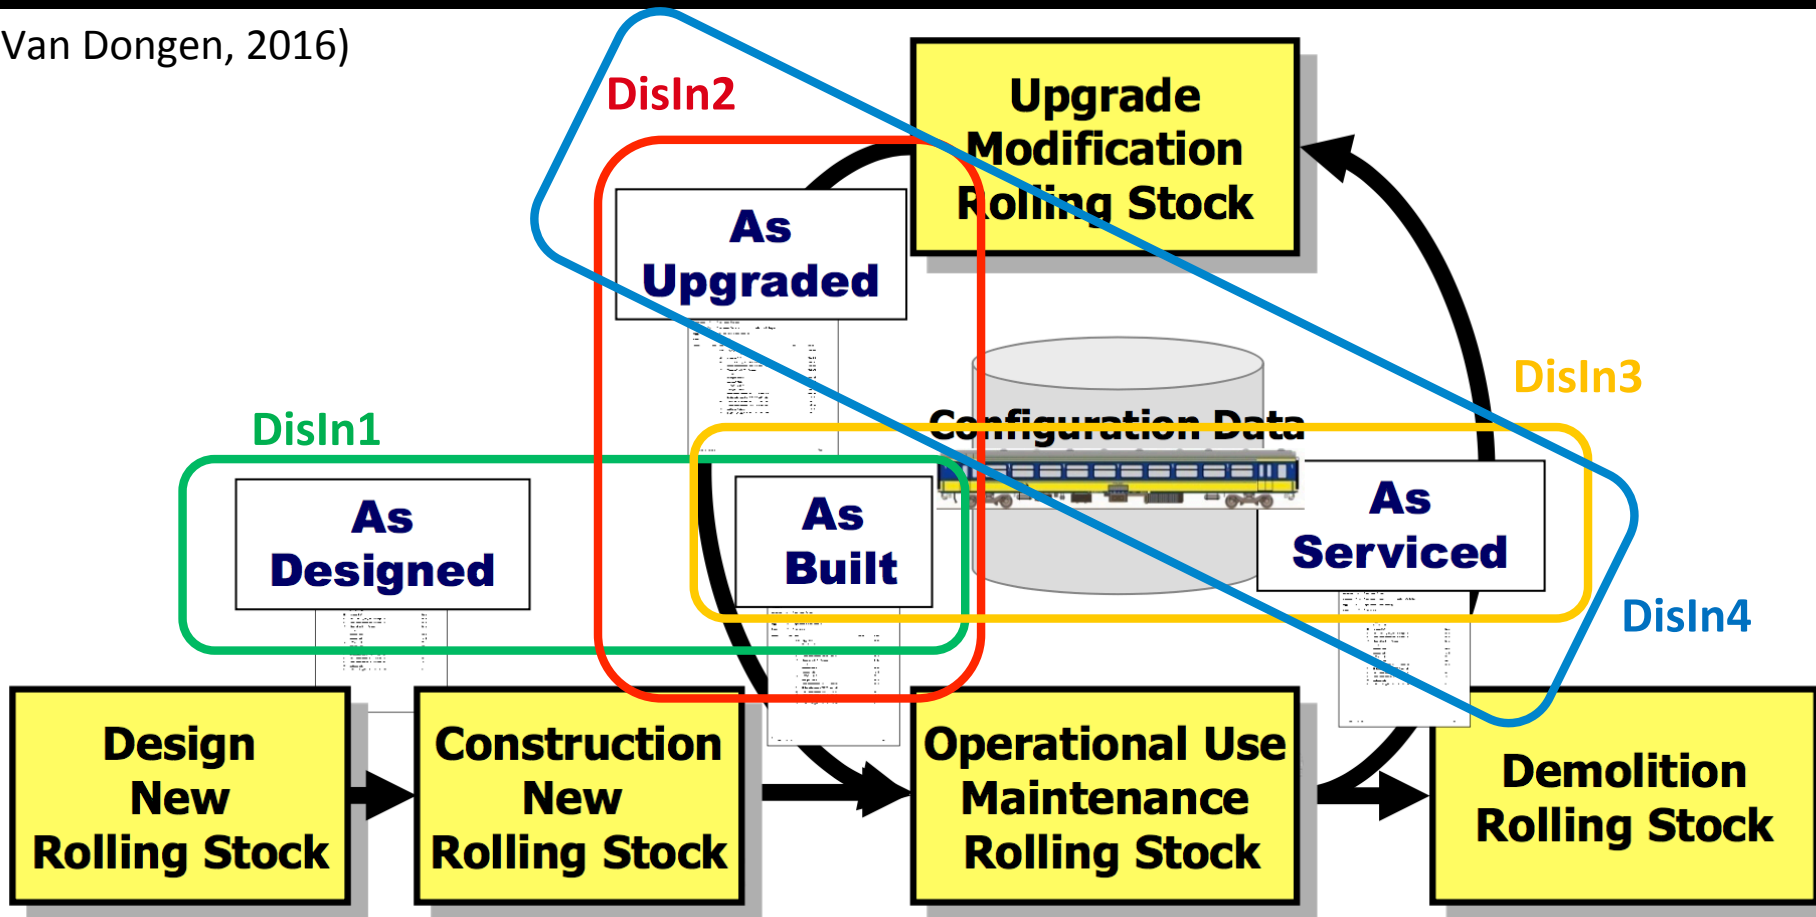 Van Dongen, 2016)
DisIn2
Upgrade
Modification
Rolling Stock
As
Upgraded
DisIn3
Configuration Data
DisIn1
As
Designed
As
Built
As
Serviced
DisIn4
Design
New
Rolling Stock
Construction
New
Rolling Stock
Operational Use
Maintenance
Rolling Stock
Demolition
Rolling Stock